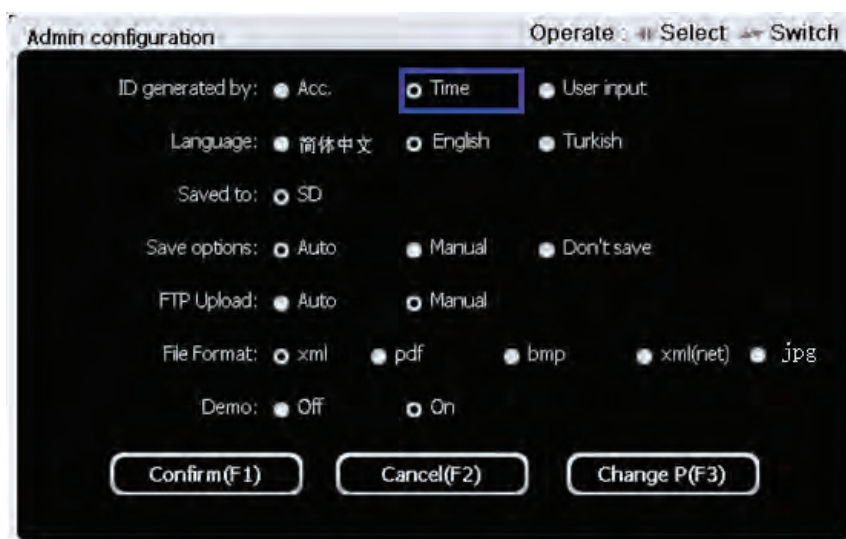 Admin configuration Operate : Select Switch
ID generated by: Acc. Time User input
Language: 简体中文 English Turkish
Saved to: SD
Save options: Auto Manual Don't save
FTP Upload: Auto Manual
File Format: xml pdf bmp xml(net) jpg
Demo: Off On
Confirm(F1) Cancel(F2) Change P(F3)